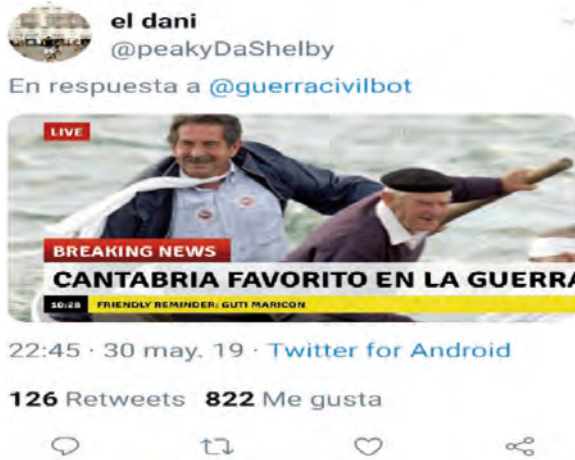 el dani
@peakyDaShelby
En respuesta a @guerracivilbot
LIVE
BREAKING NEWS
CANTABRIA FAVORITO EN LA GUERRA
10:28 FRIENDLY REMINDER: GUTI MARICON
22:45 · 30 may. 19 · Twitter for Android
126 Retweets 822 Me gusta